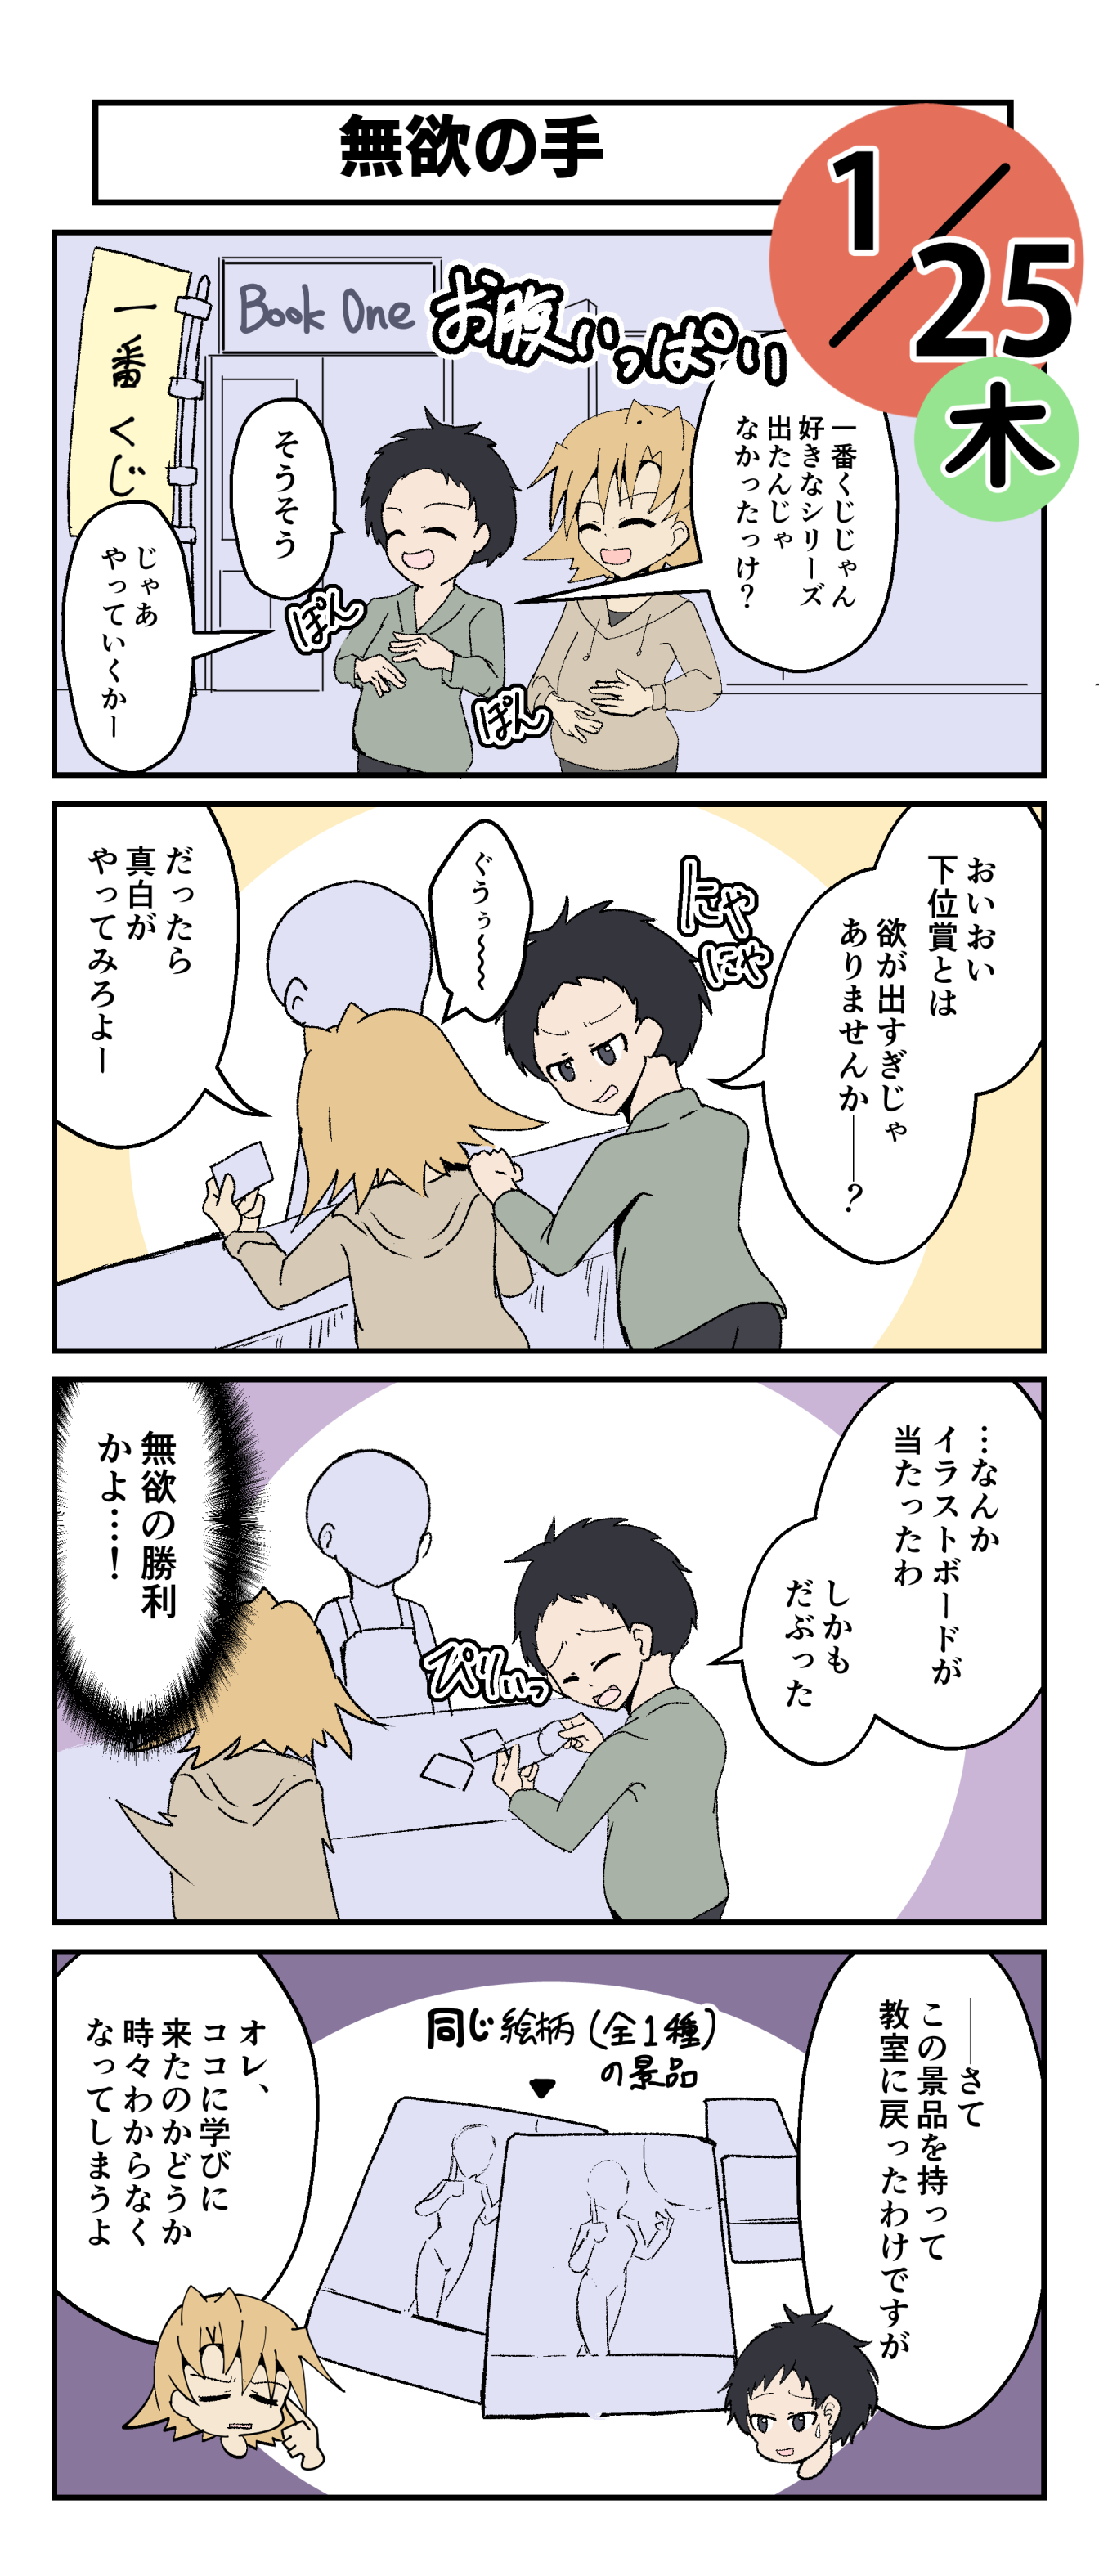 無欲の手
1/25
木
一番くじ
Book One
お腹いっぱい
一番くじじゃん
好きなシリーズ
出たんじゃ
なかったっけ？
そうそう
ぽん
ぽん
じゃあ
やっていくかー
おいおい
下位賞とは
欲が出すぎじゃ
ありませんか──？
にや
にや
ぐうぅ～～～
だったら
真白が
やってみろよー
…なんか
イラストボードが
当たったわ
しかも
だぶった
ぴりぃっ
無欲の勝利
かよ…！
──さて
この景品を持って
教室に戻ったわけですが
同じ絵柄（全1種）
の景品
オレ、
ココに学びに
来たのかどうか
時々わからなく
なってしまうよ